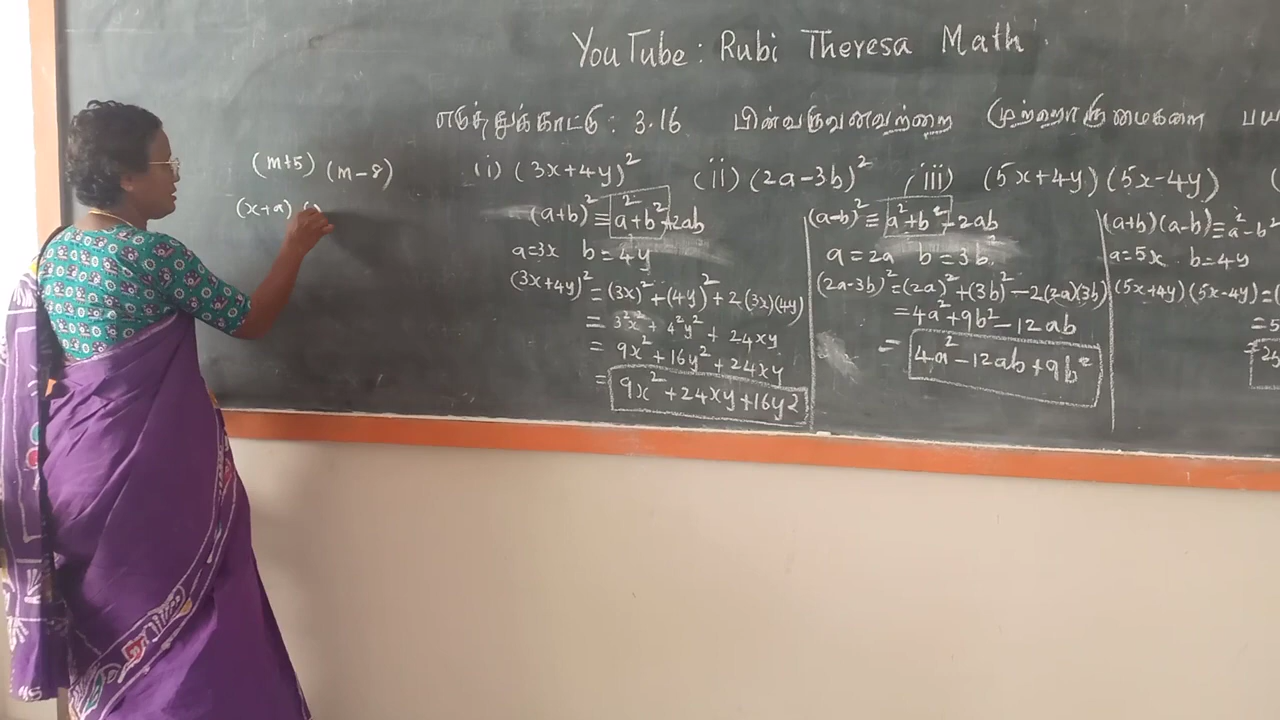 YouTube: Rubi Theresa Math
எடுத்துக்காட்டு: 3.16 பின்வருவனவற்றை முற்றொருமைகளை பய
(m+5) (m-8)
(x+a) (
(i) (3x+4y)²
(a+b)² ≡ a²+b²+2ab
a=3x b=4y
(3x+4y)² = (3x)²+(4y)²+2(3x)(4y)
= 3²x²+4²y²+24xy
= 9x²+16y²+24xy
= 9x²+24xy+16y2
(ii) (2a-3b)²
(a-b)² ≡ a²+b²-2ab
a=2a b=3b
(2a-3b)²=(2a)²+(3b)²-2(2a)(3b)
=4a²+9b²-12ab
= 4a²-12ab+9b²
(iii) (5x+4y)(5x-4y) (
(a+b)(a-b)≡a²-b²
a=5x b=4y
(5x+4y)(5x-4y)=(
=5